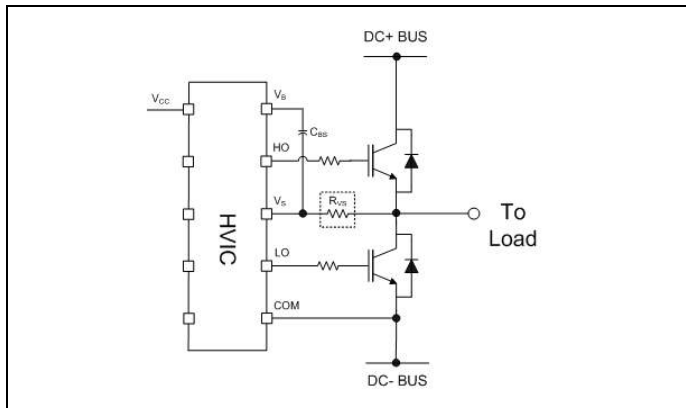 DC+ BUS
VCC
VB
CBS
HO
VS
RVS
To
Load
HVIC
LO
COM
DC- BUS